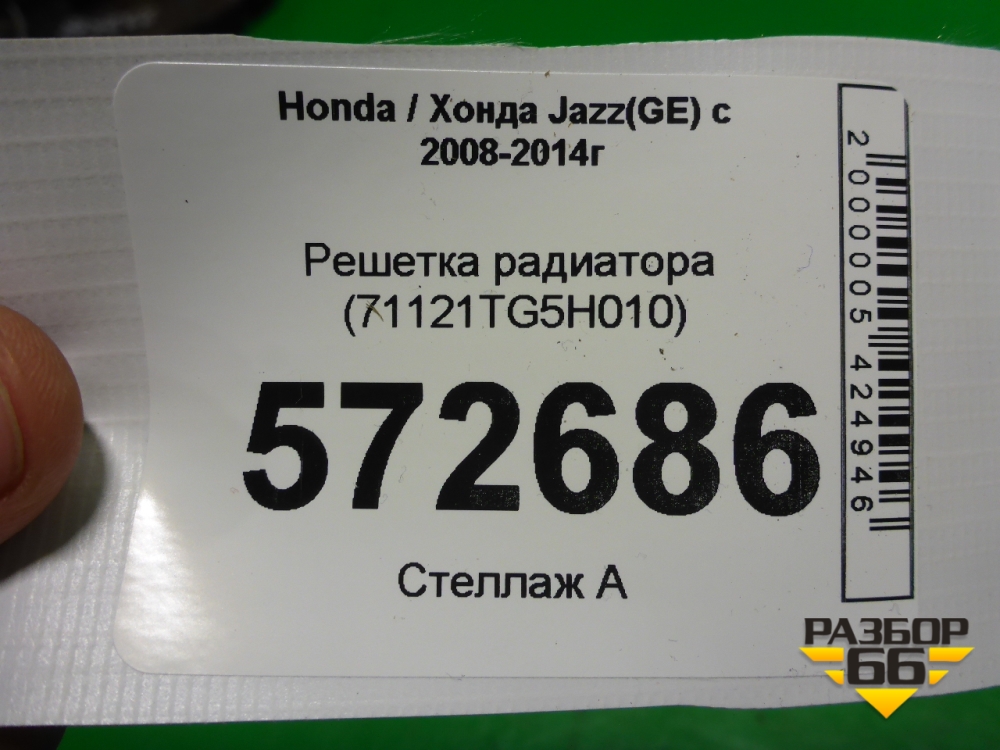 Honda / Хонда Jazz(GE) с
2008-2014г
Решетка радиатора
(71121TG5H010)
572686
Стеллаж А
2000005424946
РАЗБОР
66